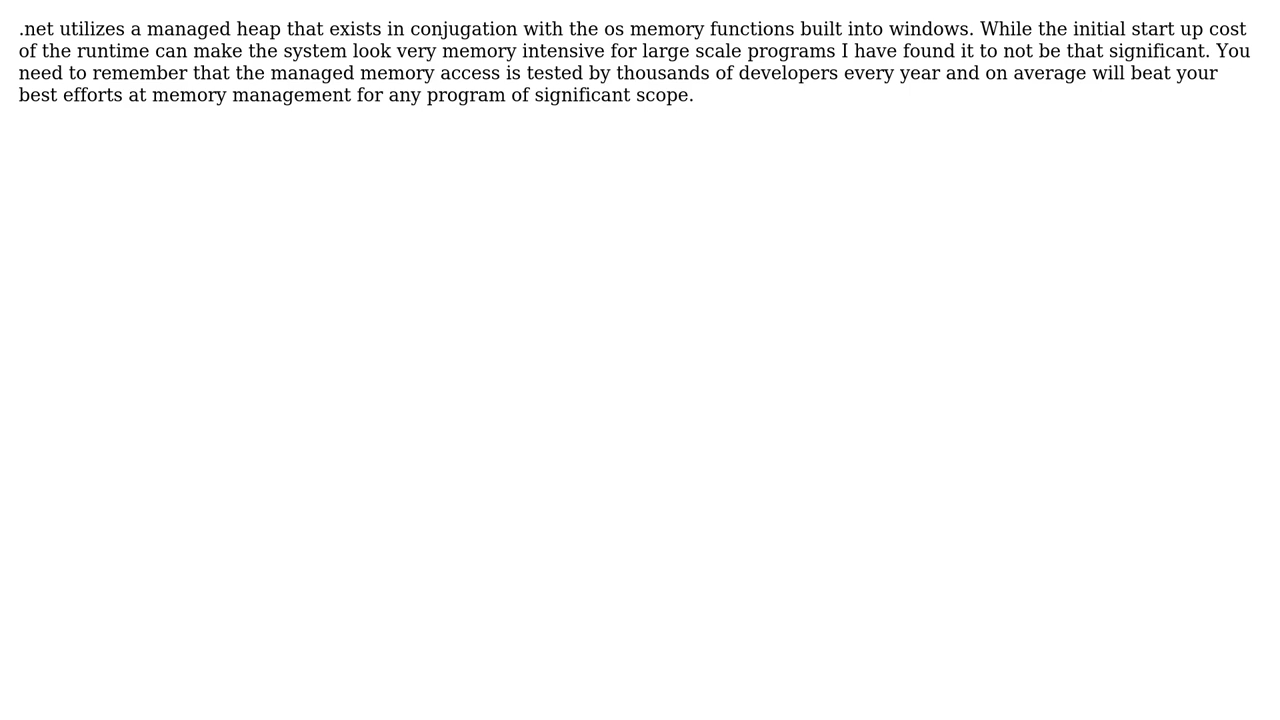 .net utilizes a managed heap that exists in conjugation with the os memory functions built into windows. While the initial start up cost
of the runtime can make the system look very memory intensive for large scale programs I have found it to not be that significant. You
need to remember that the managed memory access is tested by thousands of developers every year and on average will beat your
best efforts at memory management for any program of significant scope.